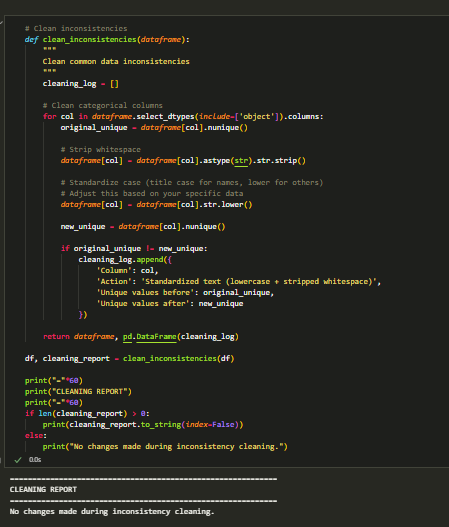 # Clean inconsistencies
def clean_inconsistencies(dataframe):
    """
    Clean common data inconsistencies
    """
    cleaning_log = []

    # Clean categorical columns
    for col in dataframe.select_dtypes(include=['object']).columns:
        original_unique = dataframe[col].nunique()

        # Strip whitespace
        dataframe[col] = dataframe[col].astype(str).str.strip()

        # Standardize case (title case for names, lower for others)
        # Adjust this based on your specific data
        dataframe[col] = dataframe[col].str.lower()

        new_unique = dataframe[col].nunique()

        if original_unique != new_unique:
            cleaning_log.append({
                'Column': col,
                'Action': 'Standardized text (lowercase + stripped whitespace)',
                'Unique values before': original_unique,
                'Unique values after': new_unique
            })

    return dataframe, pd.DataFrame(cleaning_log)

df, cleaning_report = clean_inconsistencies(df)

print("="*60)
print("CLEANING REPORT")
print("="*60)
if len(cleaning_report) > 0:
    print(cleaning_report.to_string(index=False))
else:
    print("No changes made during inconsistency cleaning.")
✓ 0.0s
============================================================
CLEANING REPORT
============================================================
No changes made during inconsistency cleaning.